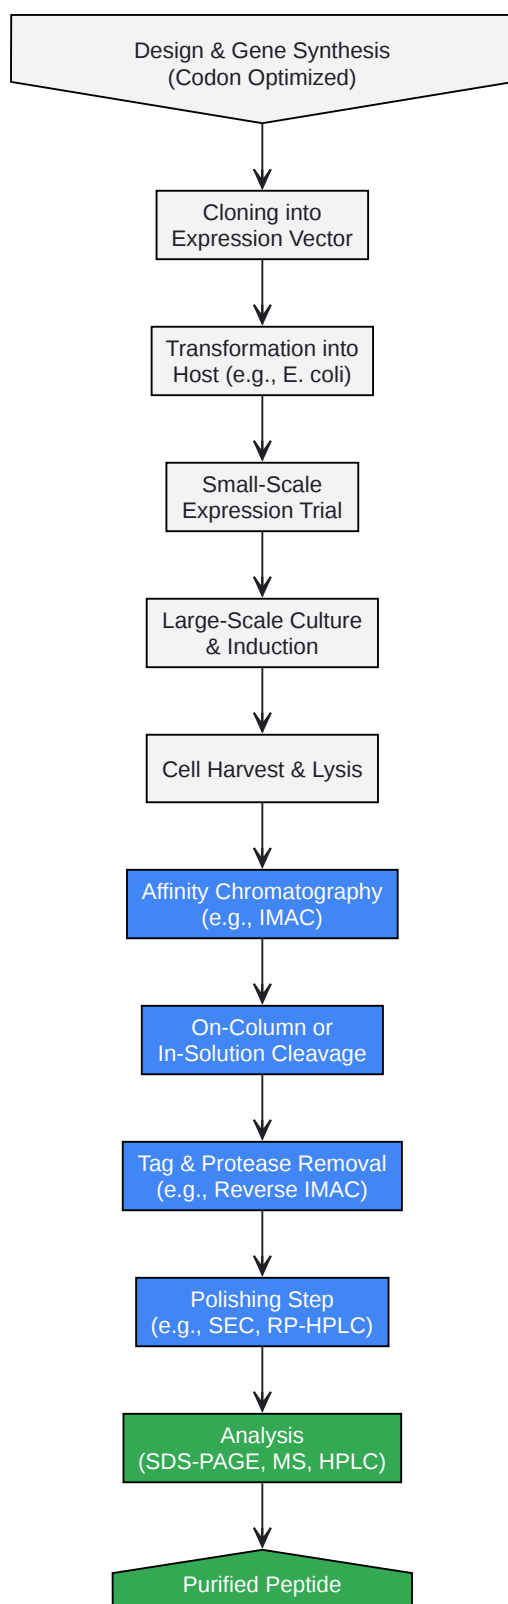 Design & Gene Synthesis
(Codon Optimized)
Cloning into
Expression Vector
Transformation into
Host (e.g., E. coli)
Small-Scale
Expression Trial
Large-Scale Culture
& Induction
Cell Harvest & Lysis
Affinity Chromatography
(e.g., IMAC)
On-Column or
In-Solution Cleavage
Tag & Protease Removal
(e.g., Reverse IMAC)
Polishing Step
(e.g., SEC, RP-HPLC)
Analysis
(SDS-PAGE, MS, HPLC)
Purified Peptide